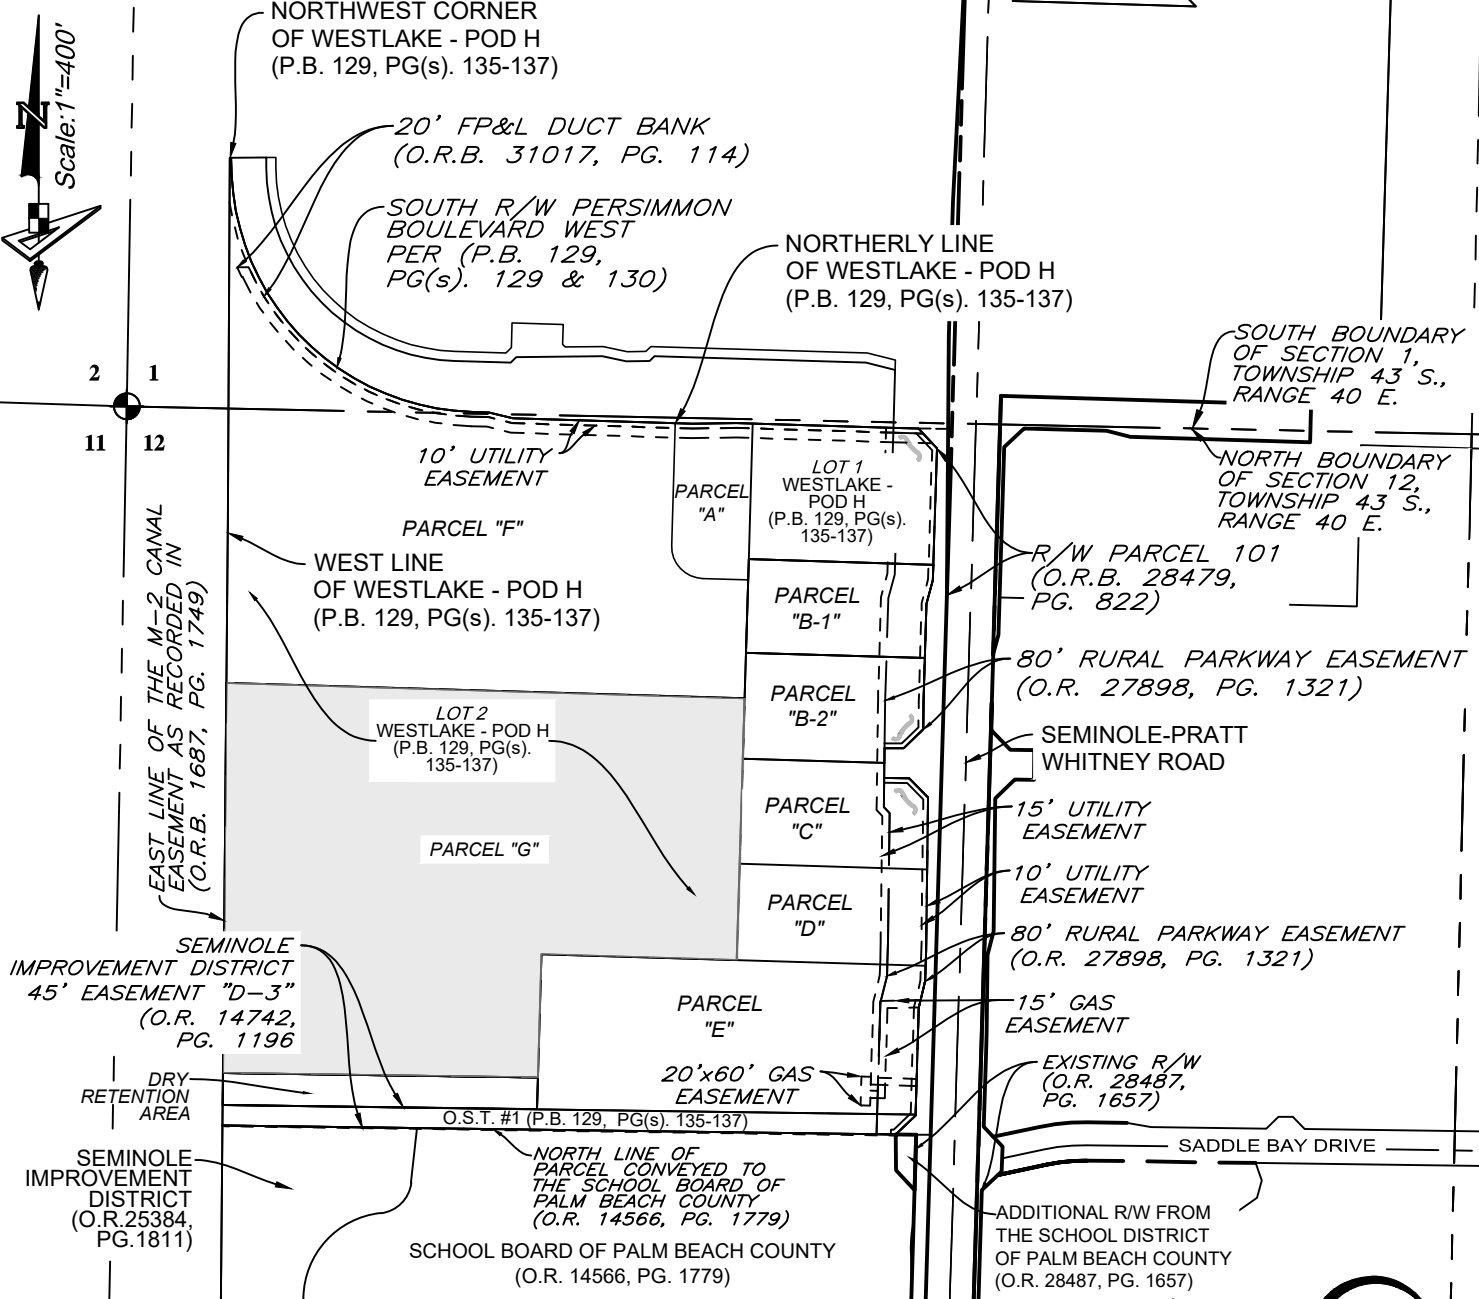 NORTHWEST CORNER
OF WESTLAKE - POD H
(P.B. 129, PG(s). 135-137)
N
Scale:1"=400'
20' FP&L DUCT BANK
(O.R.B. 31017, PG. 114)
SOUTH R/W PERSIMMON
BOULEVARD WEST
PER (P.B. 129,
PG(s). 129 & 130)
NORTHERLY LINE
OF WESTLAKE - POD H
(P.B. 129, PG(s). 135-137)
SOUTH BOUNDARY
OF SECTION 1,
TOWNSHIP 43 S.,
RANGE 40 E.
2 1
11 12
10' UTILITY
EASEMENT
NORTH BOUNDARY
OF SECTION 12,
TOWNSHIP 43 S.,
RANGE 40 E.
PARCEL
"A"
LOT 1
WESTLAKE -
POD H
(P.B. 129, PG(s).
135-137)
PARCEL "F"
WEST LINE
OF WESTLAKE - POD H
(P.B. 129, PG(s). 135-137)
R/W PARCEL 101
(O.R.B. 28479,
PG. 822)
EAST LINE OF THE M-2 CANAL
EASEMENT AS RECORDED IN
(O.R.B. 1687, PG. 1749)
PARCEL
"B-1"
80' RURAL PARKWAY EASEMENT
(O.R. 27898, PG. 1321)
PARCEL
"B-2"
LOT 2
WESTLAKE - POD H
(P.B. 129, PG(s).
135-137)
SEMINOLE-PRATT
WHITNEY ROAD
PARCEL
"C"
15' UTILITY
EASEMENT
PARCEL "G"
10' UTILITY
EASEMENT
PARCEL
"D"
80' RURAL PARKWAY EASEMENT
(O.R. 27898, PG. 1321)
SEMINOLE
IMPROVEMENT DISTRICT
45' EASEMENT "D-3"
(O.R. 14742,
PG. 1196
PARCEL
"E"
15' GAS
EASEMENT
20'x60' GAS
EASEMENT
EXISTING R/W
(O.R. 28487,
PG. 1657)
DRY
RETENTION
AREA
O.S.T. #1 (P.B. 129, PG(s). 135-137)
SADDLE BAY DRIVE
SEMINOLE
IMPROVEMENT
DISTRICT
(O.R.25384,
PG.1811)
NORTH LINE OF
PARCEL CONVEYED TO
THE SCHOOL BOARD OF
PALM BEACH COUNTY
(O.R. 14566, PG. 1779)
ADDITIONAL R/W FROM
THE SCHOOL DISTRICT
OF PALM BEACH COUNTY
(O.R. 28487, PG. 1657)
SCHOOL BOARD OF PALM BEACH COUNTY
(O.R. 14566, PG. 1779)